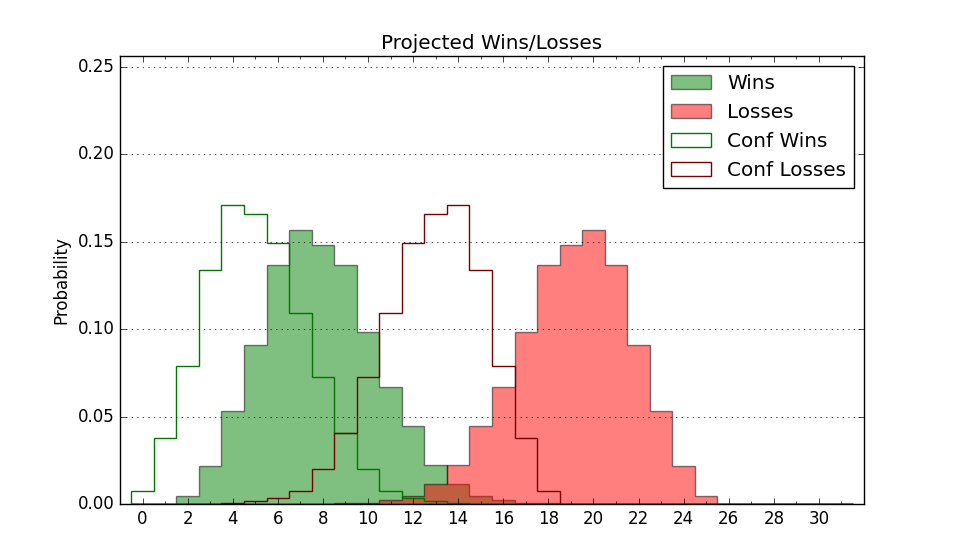 Projected Wins/Losses
0.25
0.20
0.15
0.10
0.05
0.00
Probability
Wins
Losses
Conf Wins
Conf Losses
0 2 4 6 8 10 12 14 16 18 20 22 24 26 28 30